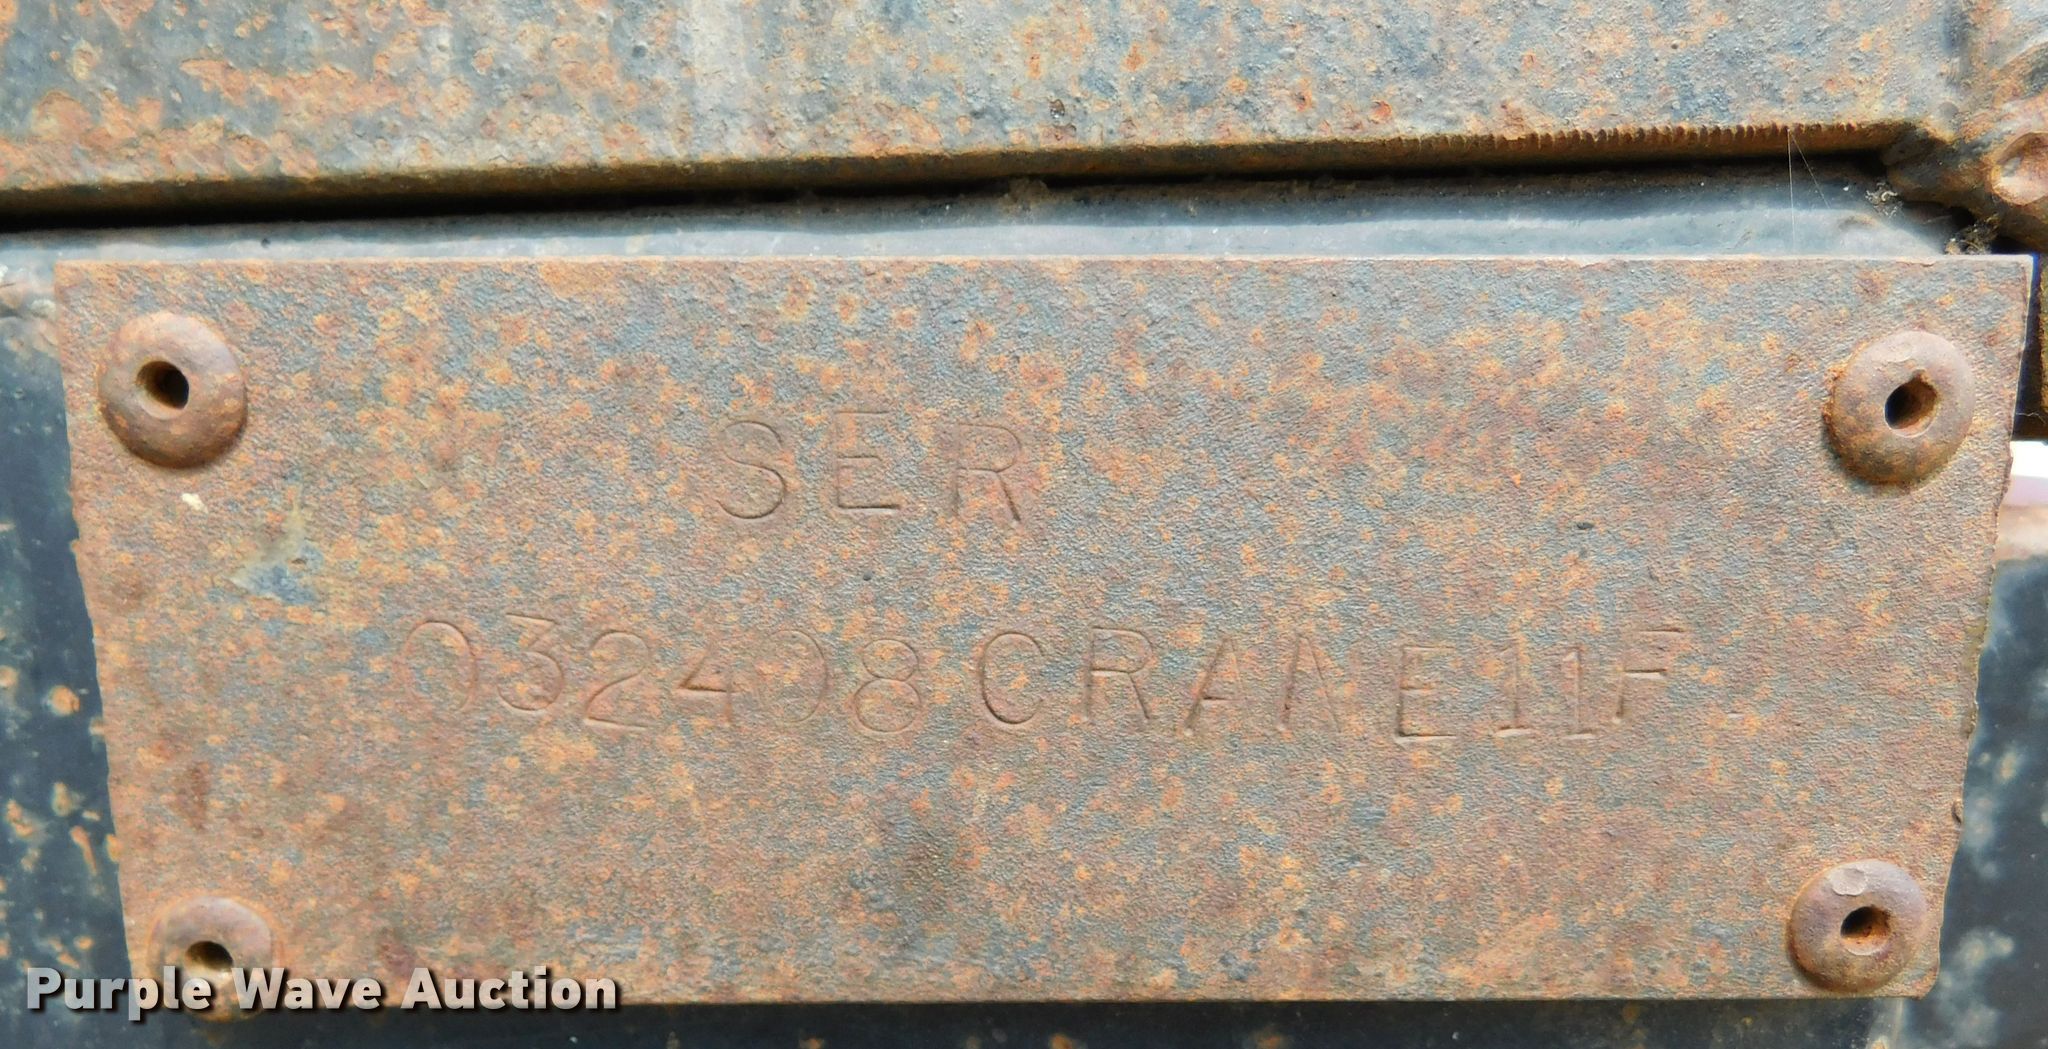 SER
032408CRANE11F
Purple Wave Auction